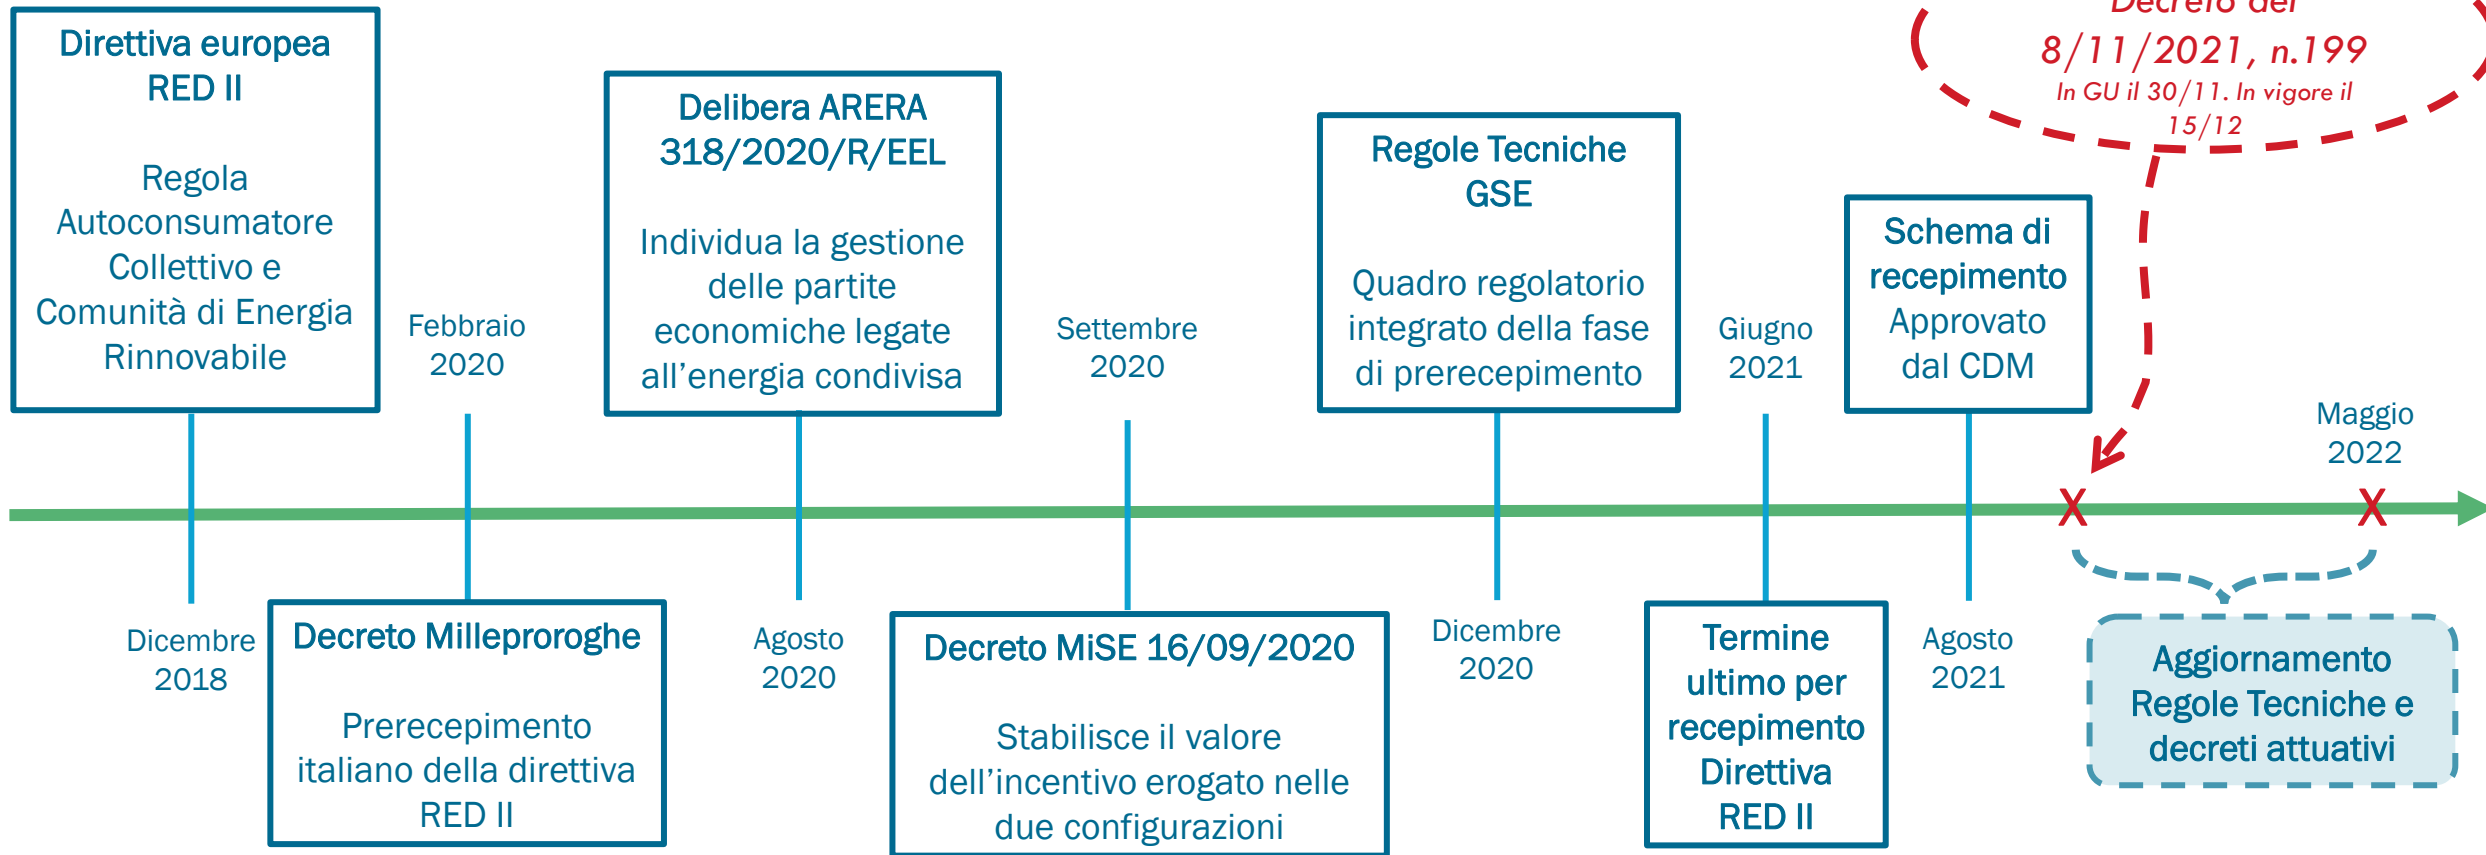 Direttiva europea
RED II
Regola
Autoconsumatore
Collettivo e
Comunità di Energia
Rinnovabile
Febbraio
2020
Delibera ARERA
318/2020/R/EEL
Individua la gestione
delle partite
economiche legate
all'energia condivisa
Settembre
2020
Regole Tecniche
GSE
Quadro regolatorio
integrato della fase
di prerecepimento
Giugno
2021
Schema di
recepimento
Approvato
dal CDM
Decreto del
8/11/2021, n.199
In GU il 30/11. In vigore il
15/12
Maggio
2022
X
X
Dicembre
2018
Decreto Milleproroghe
Prerecepimento
italiano della direttiva
RED II
Agosto
2020
Decreto MiSE 16/09/2020
Stabilisce il valore
dell'incentivo erogato nelle
due configurazioni
Dicembre
2020
Termine
ultimo per
recepimento
Direttiva
RED II
Agosto
2021
Aggiornamento
Regole Tecniche e
decreti attuativi